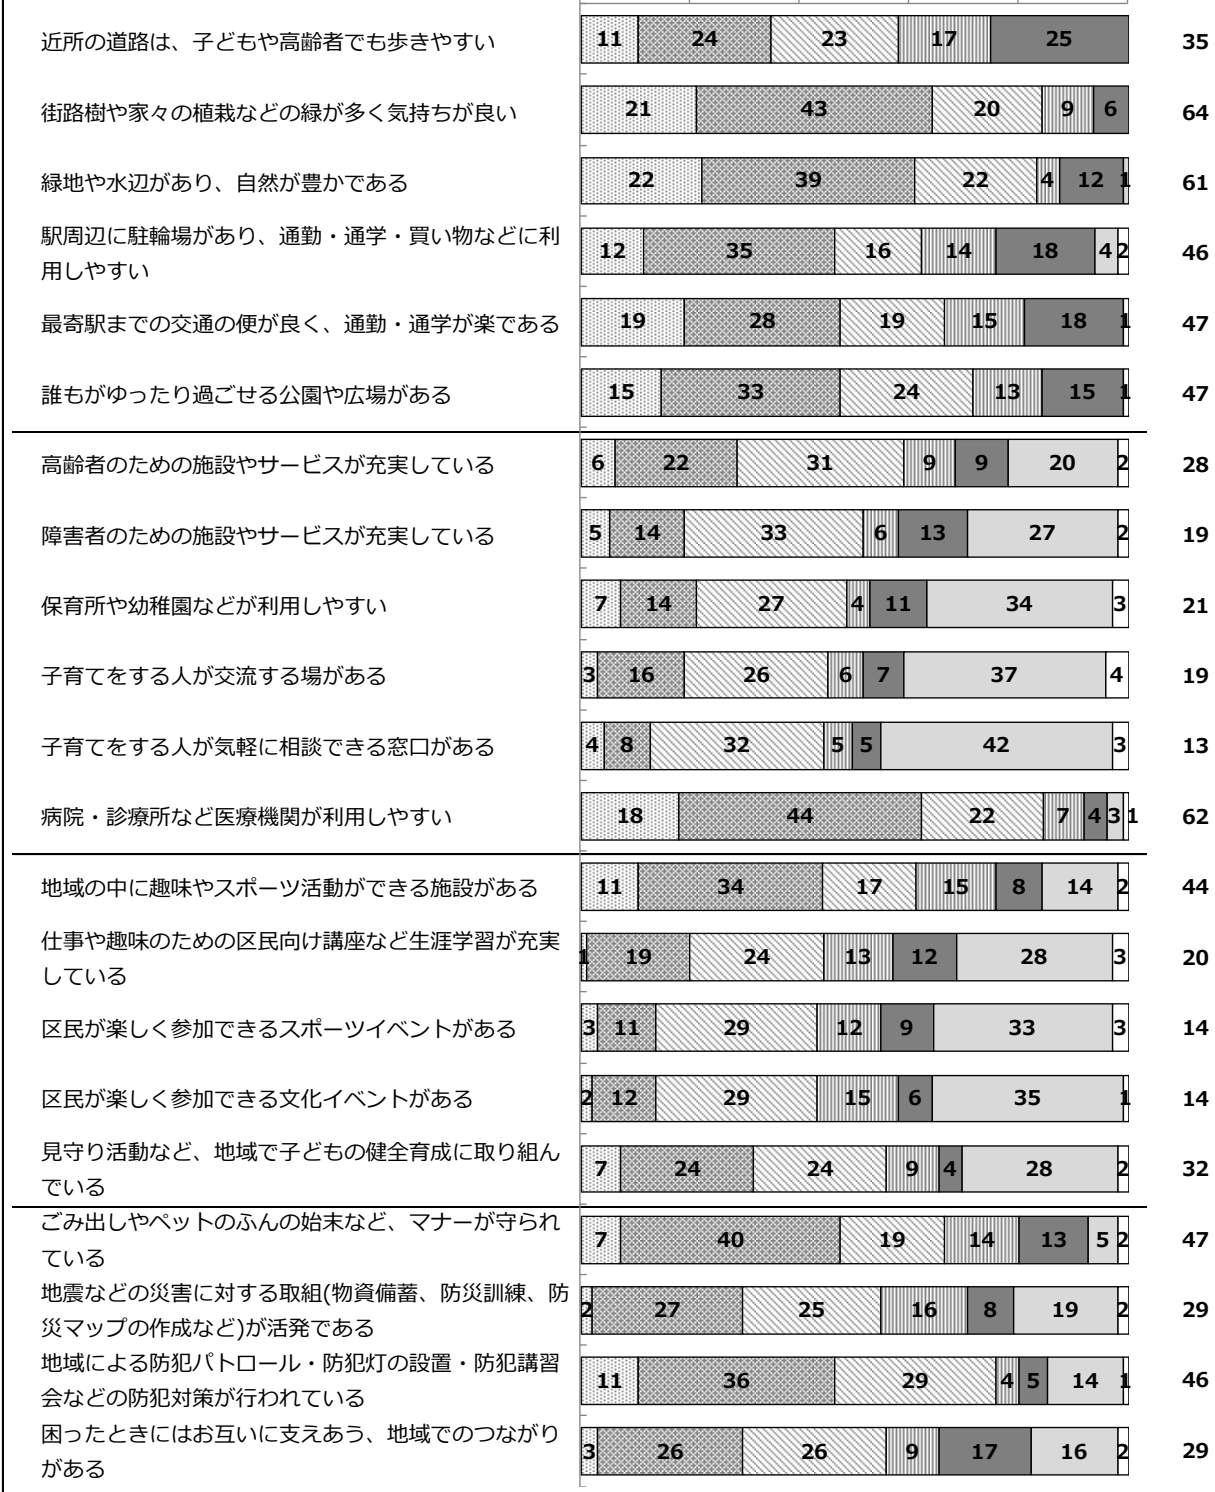 近所の道路は、子どもや高齢者でも歩きやすい 11 24 23 17 25 35
街路樹や家々の植栽などの緑が多く気持ちが良い 21 43 20 9 6 64
緑地や水辺があり、自然が豊かである 22 39 22 4 12 1 61
駅周辺に駐輪場があり、通勤・通学・買い物などに利
用しやすい 12 35 16 14 18 4 2 46
最寄駅までの交通の便が良く、通勤・通学が楽である 19 28 19 15 18 1 47
誰もがゆったり過ごせる公園や広場がある 15 33 24 13 15 1 47
高齢者のための施設やサービスが充実している 6 22 31 9 9 20 2 28
障害者のための施設やサービスが充実している 5 14 33 6 13 27 2 19
保育所や幼稚園などが利用しやすい 7 14 27 4 11 34 3 21
子育てをする人が交流する場がある 3 16 26 6 7 37 4 19
子育てをする人が気軽に相談できる窓口がある 4 8 32 5 5 42 3 13
病院・診療所など医療機関が利用しやすい 18 44 22 7 4 3 1 62
地域の中に趣味やスポーツ活動ができる施設がある 11 34 17 15 8 14 2 44
仕事や趣味のための区民向け講座など生涯学習が充実
している 1 19 24 13 12 28 3 20
区民が楽しく参加できるスポーツイベントがある 3 11 29 12 9 33 3 14
区民が楽しく参加できる文化イベントがある 2 12 29 15 6 35 1 14
見守り活動など、地域で子どもの健全育成に取り組ん
でいる 7 24 24 9 4 28 2 32
ごみ出しやペットのふんの始末など、マナーが守られ
ている 7 40 19 14 13 5 2 47
地震などの災害に対する取組(物資備蓄、防災訓練、防
災マップの作成など)が活発である 2 27 25 16 8 19 2 29
地域による防犯パトロール・防犯灯の設置・防犯講習
会などの防犯対策が行われている 11 36 29 4 5 14 1 46
困ったときにはお互いに支えあう、地域でのつながり
がある 3 26 26 9 17 16 2 29